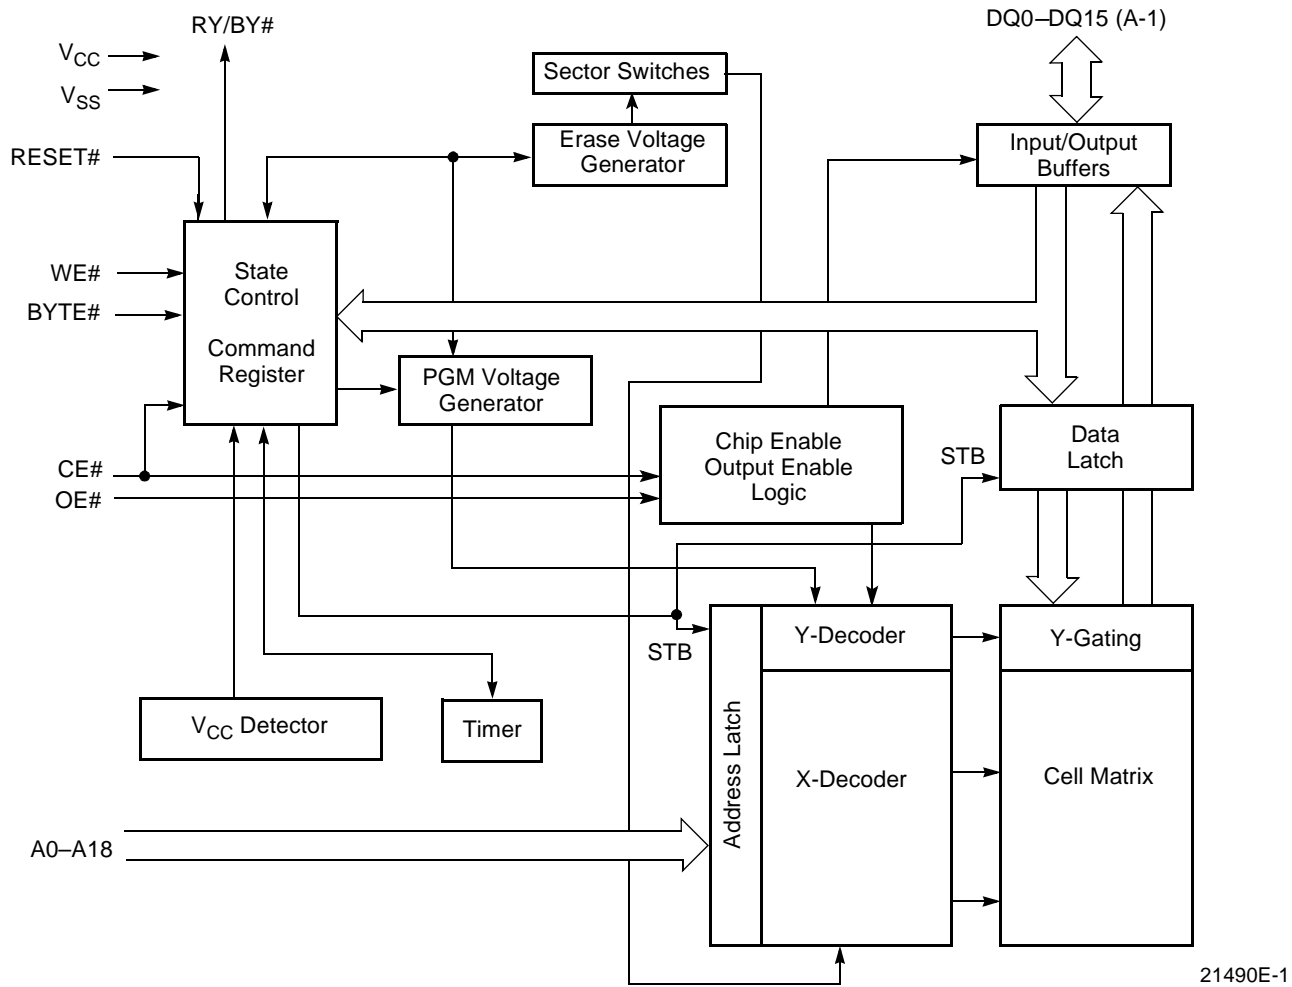 RY/BY#
DQ0–DQ15 (A-1)
VCC
VSS
Sector Switches
Erase Voltage
Generator
Input/Output
Buffers
RESET#
WE#
BYTE#
State
Control
Command
Register
PGM Voltage
Generator
Chip Enable
Output Enable
Logic
STB
Data
Latch
CE#
OE#
STB
Y-Decoder
Y-Gating
VCC Detector
Timer
Address Latch
X-Decoder
Cell Matrix
A0–A18
21490E-1